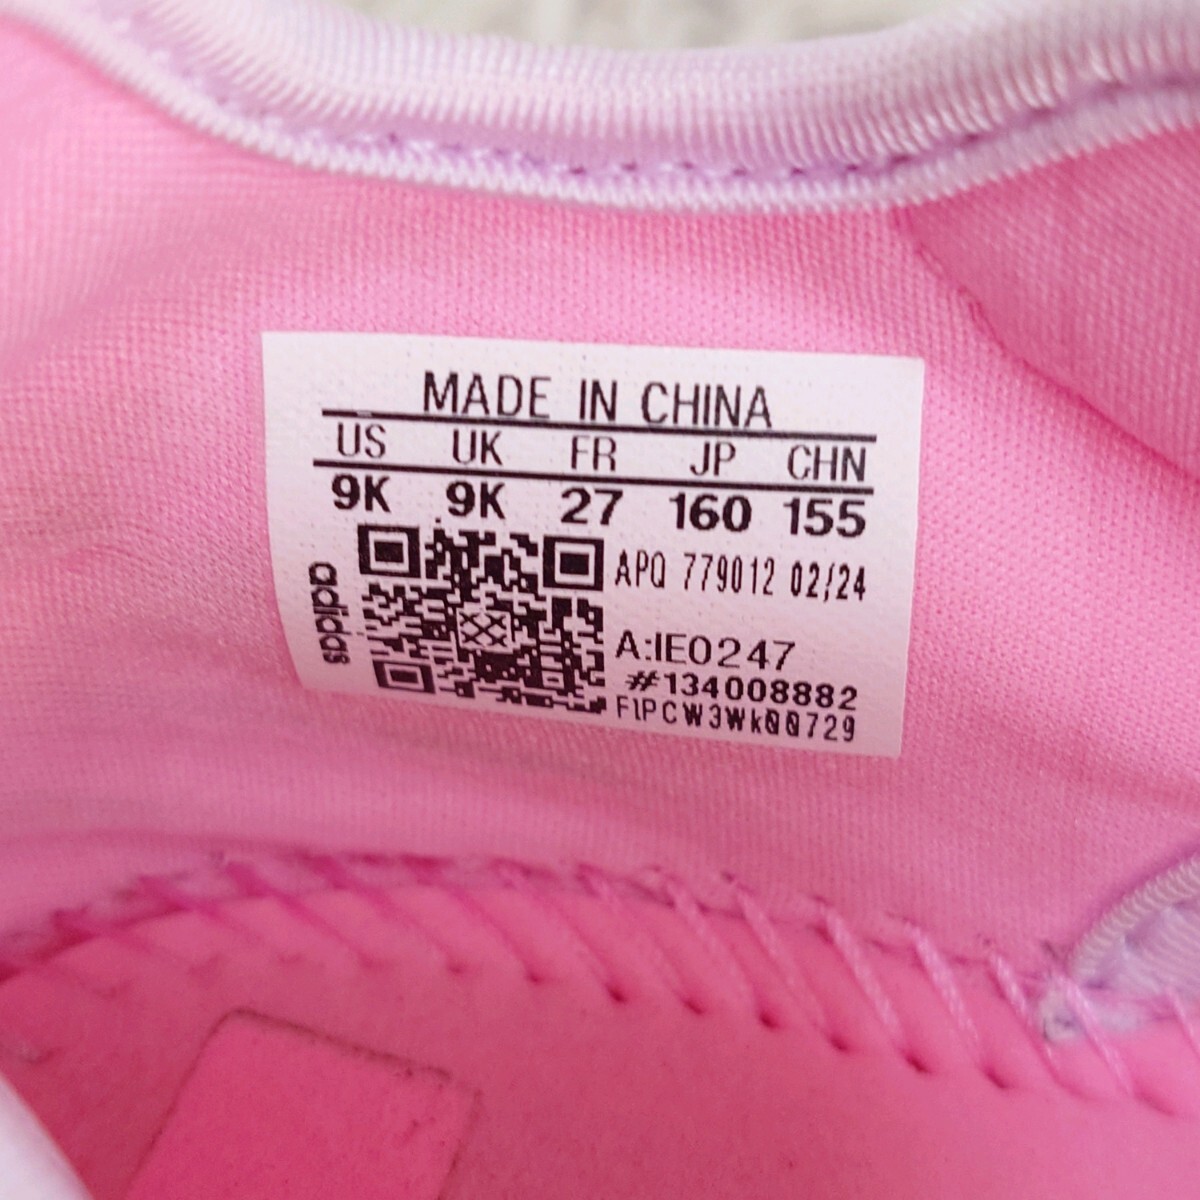 MADE IN CHINA
US UK FR JP CHN
9K 9K 27 160 155
adidas
APQ 779012 02/24
A:IE0247
#134008882
F1PCW3Wk00729